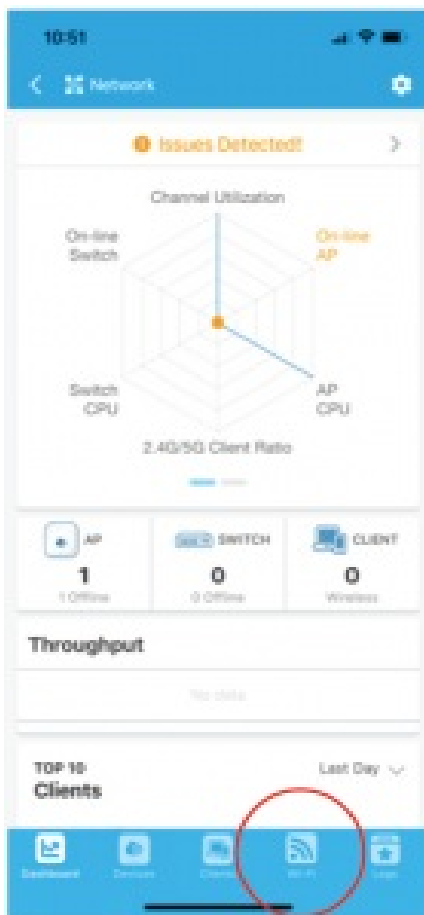 10:51
Network
Issues Detected!
Channel Utilization
On-line
Switch
On-line
AP
Switch
CPU
AP
CPU
2.4G/5G Client Ratio
AP
1
1 Offline
SWITCH
0
0 Offline
CLIENT
0
Wireless
Throughput
No data
TOP 10
Clients
Last Day
Dashboard
Devices
Clients
Wi-Fi
Logs